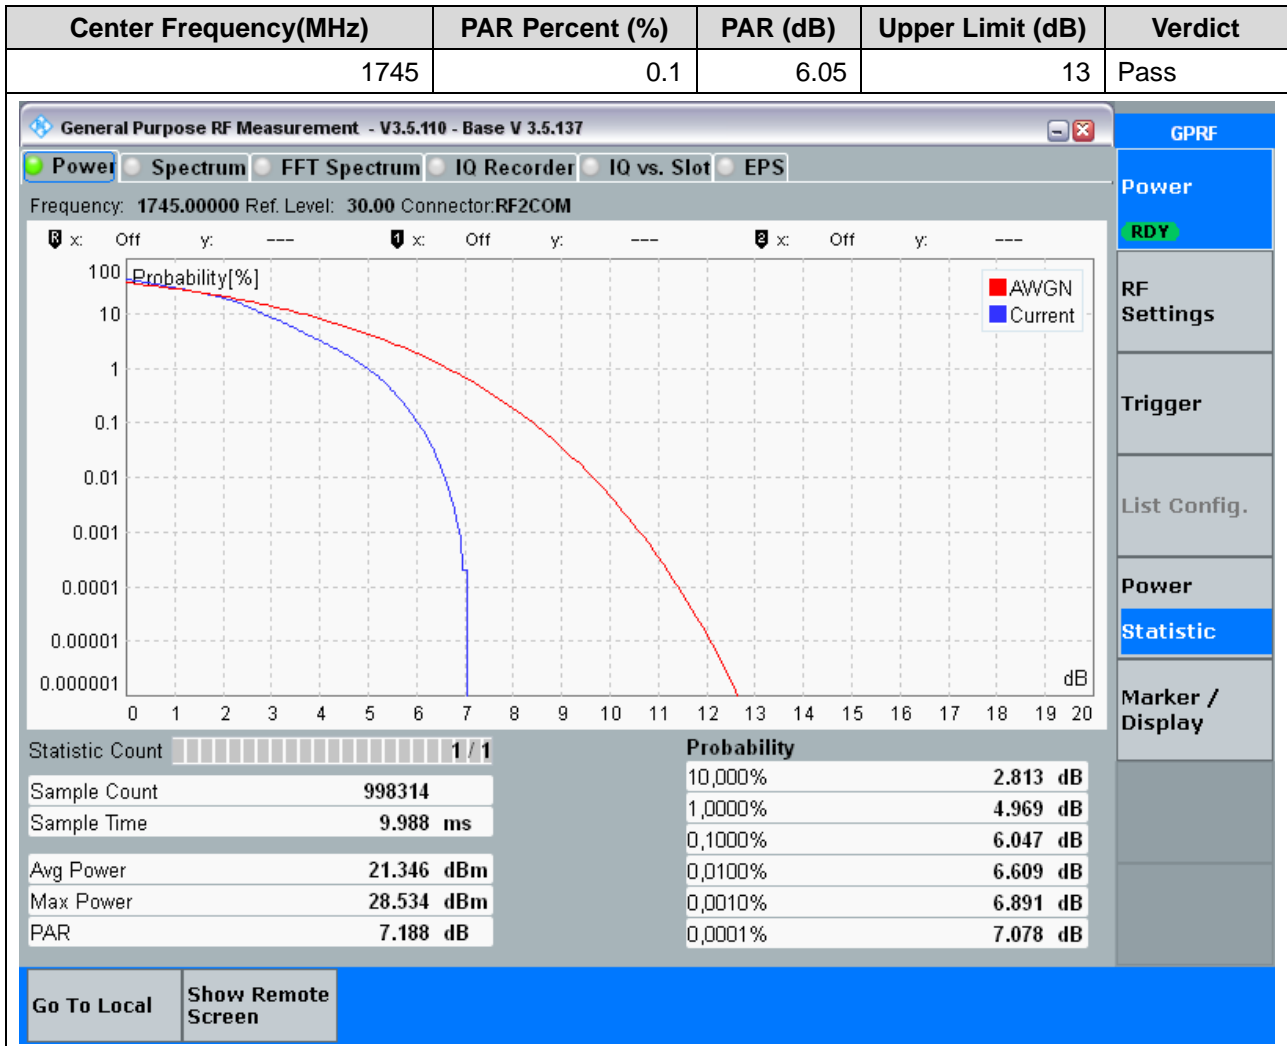 Center Frequency(MHz) PAR Percent (%) PAR (dB) Upper Limit (dB) Verdict
1745 0.1 6.05 13 Pass
General Purpose RF Measurement - V3.5.110 - Base V 3.5.137
GPRF
Power Spectrum FFT Spectrum IQ Recorder IQ vs. Slot EPS
Power
RDY
Frequency: 1745.00000 Ref. Level: 30.00 Connector:RF2COM
R x: Off y: --- 1 x: Off y: --- 2 x: Off y: ---
Probability[%]
AWGN
Current
100
10
1
0.1
0.01
0.001
0.0001
0.00001
0.000001
dB
0 1 2 3 4 5 6 7 8 9 10 11 12 13 14 15 16 17 18 19 20
RF
Settings
Trigger
List Config.
Power
Statistic
Marker /
Display
Statistic Count 1 / 1
Sample Count 998314
Sample Time 9.988 ms
Avg Power 21.346 dBm
Max Power 28.534 dBm
PAR 7.188 dB
Probability
10,000% 2.813 dB
1,0000% 4.969 dB
0,1000% 6.047 dB
0,0100% 6.609 dB
0,0010% 6.891 dB
0,0001% 7.078 dB
Go To Local
Show Remote
Screen